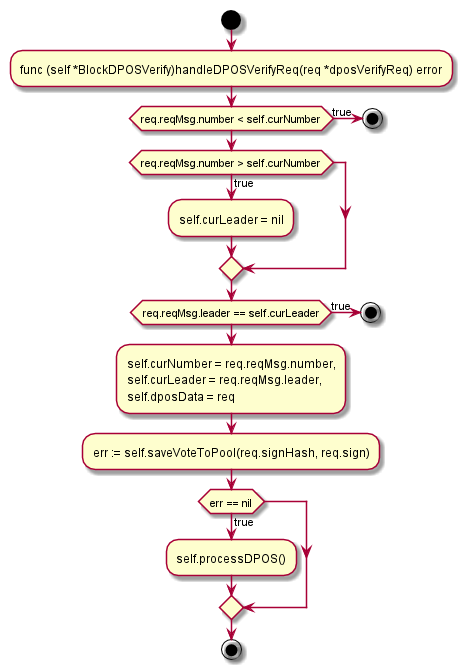 func (self *BlockDPOSVerify)handleDPOSVerifyReq(req *dposVerifyReq) error
req.reqMsg.number < self.curNumber
true
req.reqMsg.number > self.curNumber
true
self.curLeader = nil
req.reqMsg.leader == self.curLeader
true
self.curNumber = req.reqMsg.number,
self.curLeader = req.reqMsg.leader,
self.dposData = req
err := self.saveVoteToPool(req.signHash, req.sign)
err == nil
true
self.processDPOS()